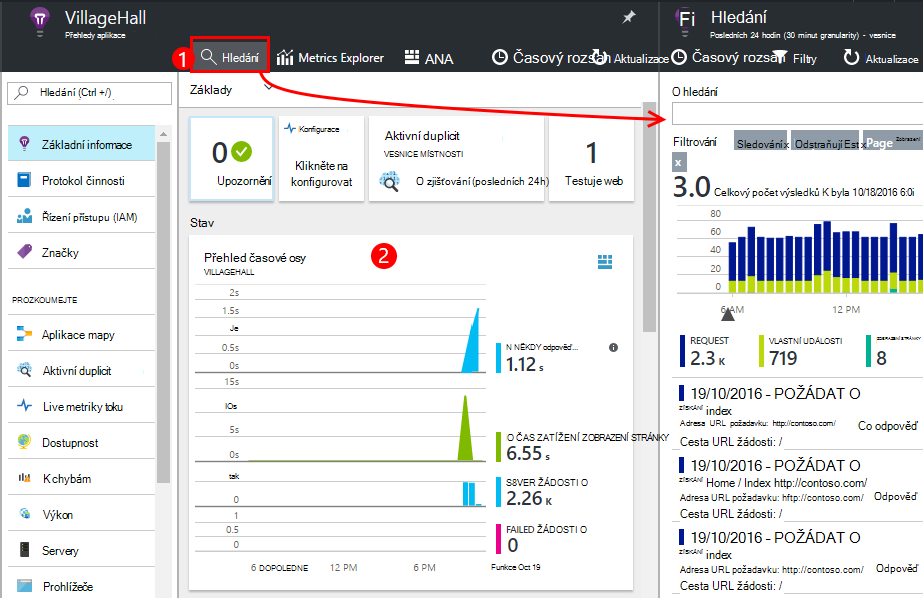 VillageHall
Přehledy aplikace
1
Hledání
Metrics Explorer
ANA
Časový rozsah
Aktualizace
Hledání (Ctrl +/)
Základní informace
Protokol činnosti
Řízení přístupu (IAM)
Značky
PROZKOUMEJTE
Aplikace mapy
Aktivní duplicit
Live metriky toku
Dostupnost
K chybám
Výkon
Servery
Prohlížeče
Základy
0
Upozornění
Konfigurace
Klikněte na
konfigurovat
Aktivní duplicit
VESNICE MÍSTNOSTI
O zjišťování (posledních 24h)
1
Testuje web
Stav
Přehled časové osy
VILLAGEHALL
2
2s
1.5s
Je
0.5s
0s
N NĚKDY odpověď...
1.12 s
15s
IOs
5s
0s
O ČAS ZATÍŽENÍ ZOBRAZENÍ STRÁNKY
6.55 s
tak
0
S8VER ŽÁDOSTI O
2.26 K
1
0.5
0
FAILED ŽÁDOSTI O
0
6 DOPOLEDNE
12 PM
6 PM
Funkce Oct 19
Fi
Hledání
Posledních 24 hodin (30 minut granularity) - vesnice
Časový rozsah
Filtry
Aktualizace
O hledání
Filtrování
Sledování x
Odstraňují Est x
Page
Zobrazení
x
3.0
Celkový počet výsledků K byla 10/18/2016 6:0i
80
60
40
20
0
6 AM
12 PM
REQUEST
2.3 K
VLASTNÍ UDÁLOSTI
719
ZOBRAZENÍ STRÁNKY
8
19/10/2016 - POŽÁDAT O
ZÍSKÁNÍ index
Adresa URL požadavku: http://contoso.com/
Co odpověď
Cesta URL žádosti: /
19/10/2016 - POŽÁDAT O
ZÍSKÁNÍ Home / Index http://contoso.com/
Adresa URL požadavku: http://contoso.com/
Odpověď
Cesta URL žádosti: /
19/10/2016 - POŽÁDAT O
ZÍSKÁNÍ index
Adresa URL požadavku: http://contoso.com/
Odpověď
Cesta URL žádosti: /